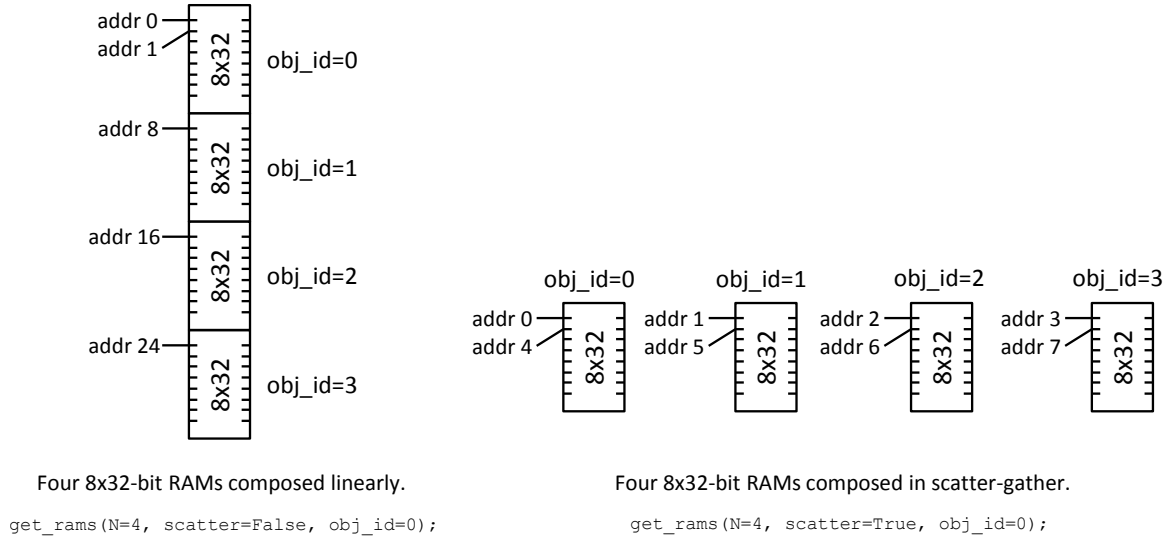 addr 0
addr 1
8x32
obj_id=0
addr 8
8x32
obj_id=1
addr 16
8x32
obj_id=2
addr 24
8x32
obj_id=3
Four 8x32-bit RAMs composed linearly.
get_rams(N=4, scatter=False, obj_id=0);
obj_id=0 obj_id=1 obj_id=2 obj_id=3
addr 0 addr 1 addr 2 addr 3
addr 4 addr 5 addr 6 addr 7
8x32 8x32 8x32 8x32
Four 8x32-bit RAMs composed in scatter-gather.
get_rams(N=4, scatter=True, obj_id=0);